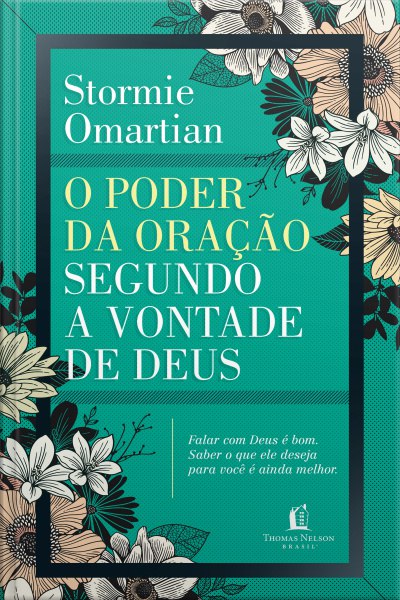 Stormie
Omartian
O PODER
DA ORAÇÃO
SEGUNDO
A VONTADE
DE DEUS
Falar com Deus é bom.
Saber o que ele deseja
para você é ainda melhor.
THOMAS NELSON
BRASIL®